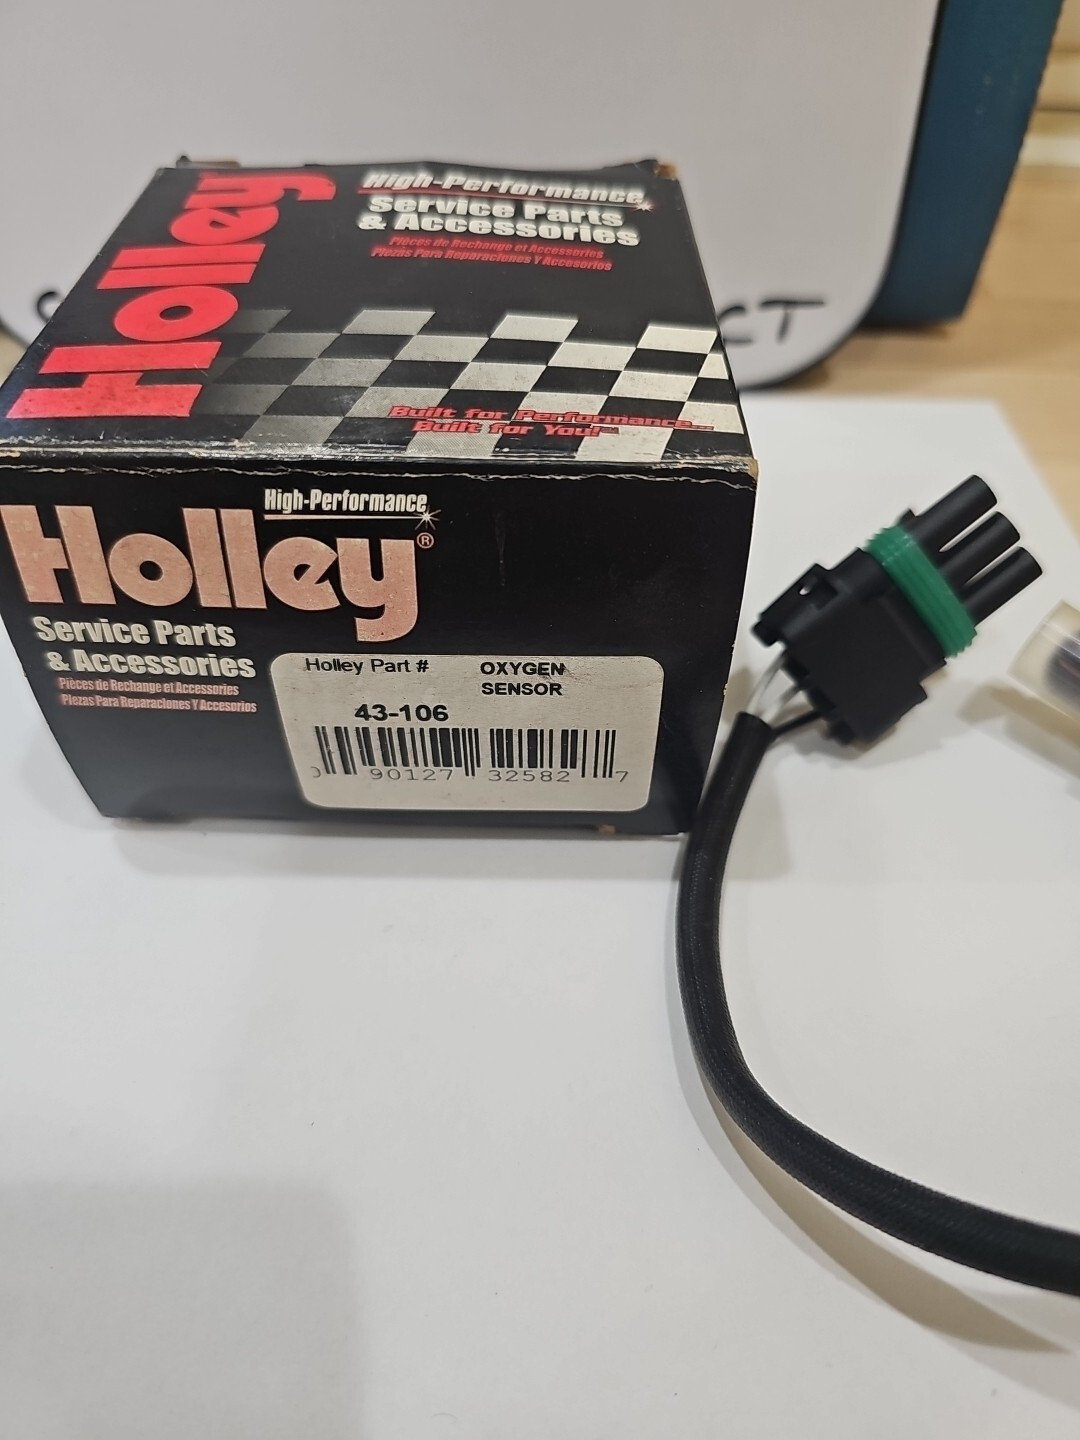 Holley
High-Performance
Service Parts
& Accessories
Pièces de Rechange et Accessories
Piezas Para Reparaciones Y Accesorios
Built for Performance...
Built for You!
High-Performance
Holley®
Service Parts
& Accessories
Pièces de Rechange et Accessories
Piezas Para Reparaciones Y Accesorios
Holley Part # OXYGEN
SENSOR
43-106
0 90127 32582 7
CT